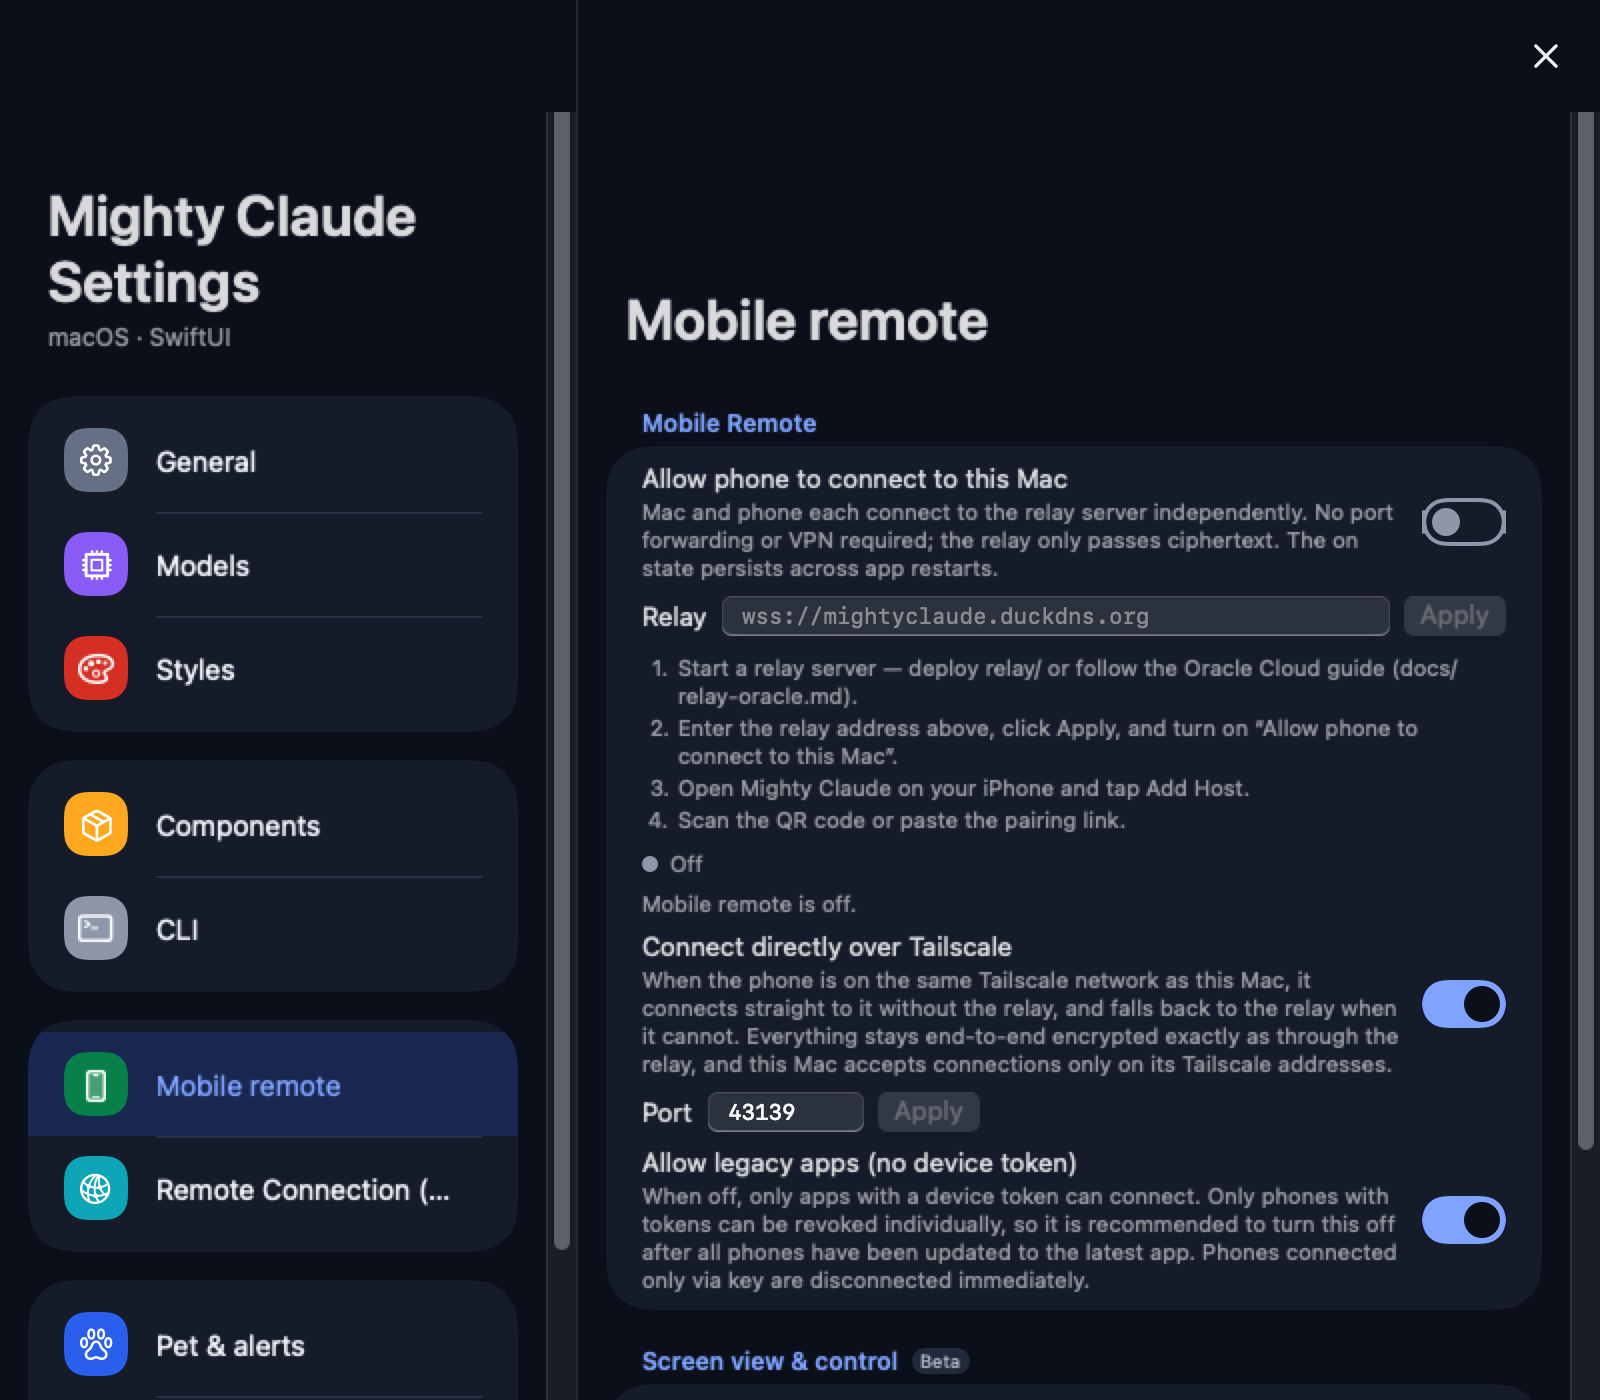 Mighty Claude
Settings
macOS · SwiftUI
General
Models
Styles
Components
CLI
Mobile remote
Remote Connection (...
Pet & alerts
Mobile remote
Mobile Remote
Allow phone to connect to this Mac
Mac and phone each connect to the relay server independently. No port
forwarding or VPN required; the relay only passes ciphertext. The on
state persists across app restarts.
Relay wss://mightyclaude.duckdns.org Apply
1. Start a relay server — deploy relay/ or follow the Oracle Cloud guide (docs/
relay-oracle.md).
2. Enter the relay address above, click Apply, and turn on “Allow phone to
connect to this Mac”.
3. Open Mighty Claude on your iPhone and tap Add Host.
4. Scan the QR code or paste the pairing link.
Off
Mobile remote is off.
Connect directly over Tailscale
When the phone is on the same Tailscale network as this Mac, it
connects straight to it without the relay, and falls back to the relay when
it cannot. Everything stays end-to-end encrypted exactly as through the
relay, and this Mac accepts connections only on its Tailscale addresses.
Port 43139 Apply
Allow legacy apps (no device token)
When off, only apps with a device token can connect. Only phones with
tokens can be revoked individually, so it is recommended to turn this off
after all phones have been updated to the latest app. Phones connected
only via key are disconnected immediately.
Screen view & control Beta